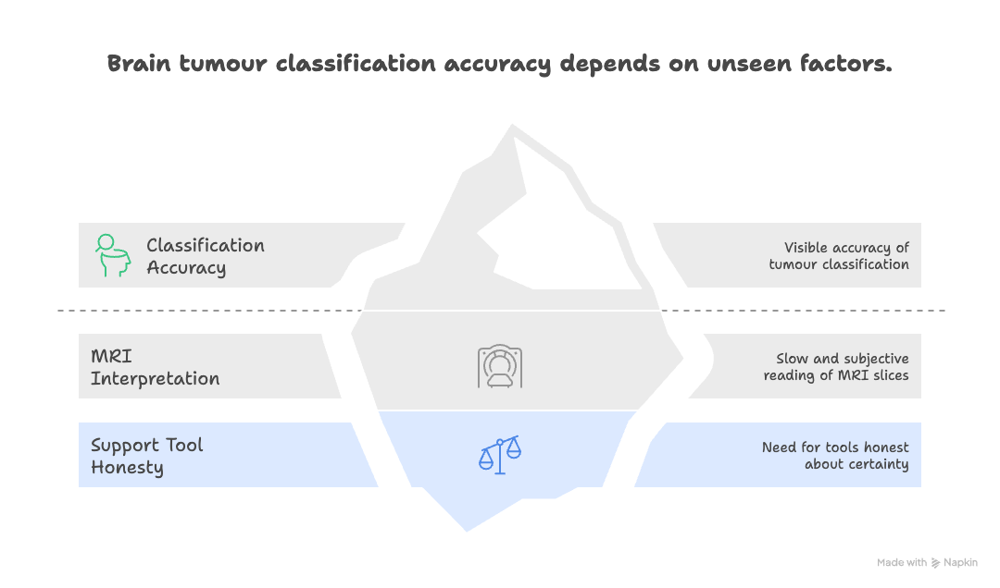 Brain tumour classification accuracy depends on unseen factors.
Classification
Accuracy
Visible accuracy of
tumour classification
MRI
Interpretation
Slow and subjective
reading of MRI slices
Support Tool
Honesty
Need for tools honest
about certainty
Made with Napkin